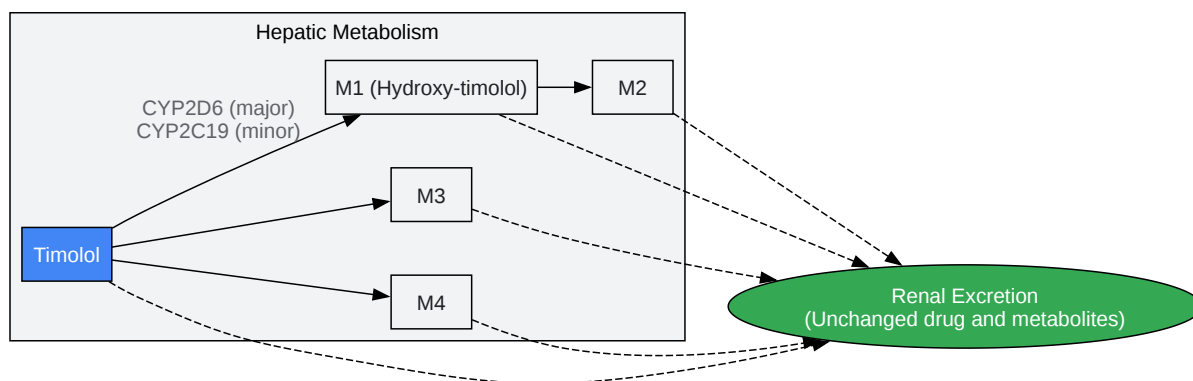 Hepatic Metabolism
M1 (Hydroxy-timolol)
M2
CYP2D6 (major)
CYP2C19 (minor)
M3
Timolol
M4
Renal Excretion
(Unchanged drug and metabolites)